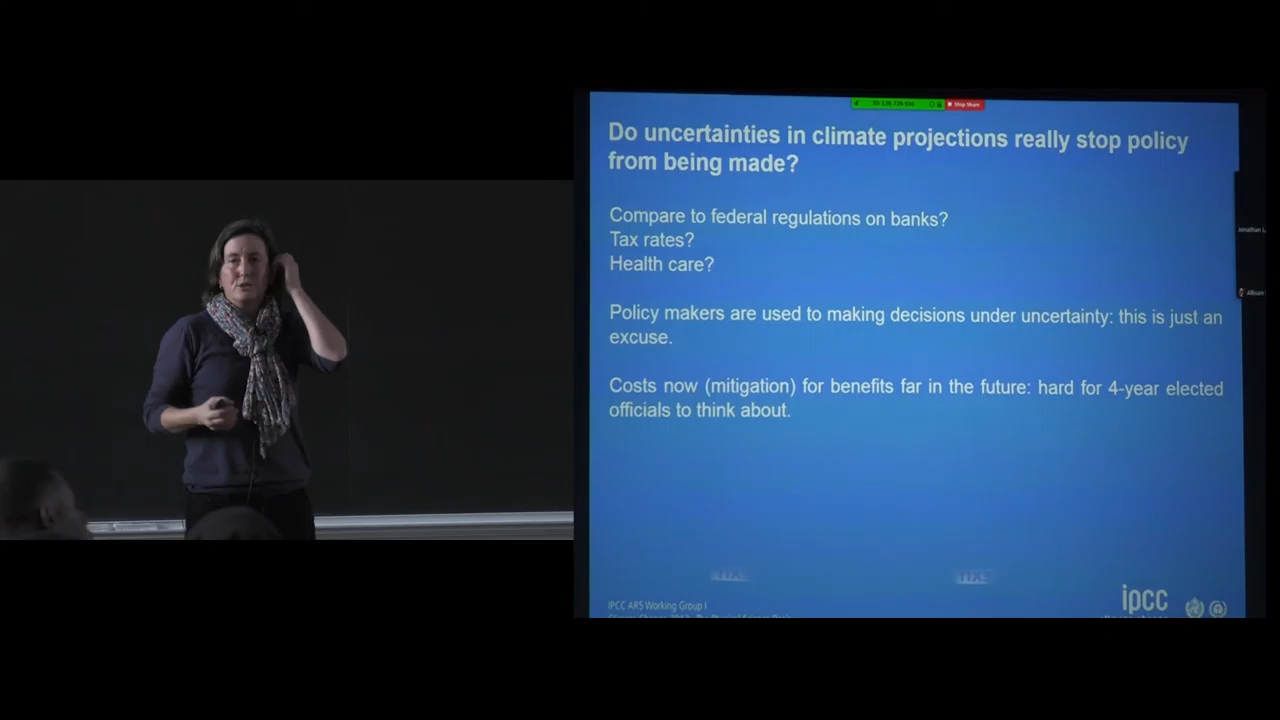 Stop Share
Do uncertainties in climate projections really stop policy
from being made?
Compare to federal regulations on banks?
Tax rates?
Health care?
Policy makers are used to making decisions under uncertainty: this is just an
excuse.
Costs now (mitigation) for benefits far in the future: hard for 4-year elected
officials to think about.
Jonathan
Allison
IPCC AR5 Working Group I
ipcc